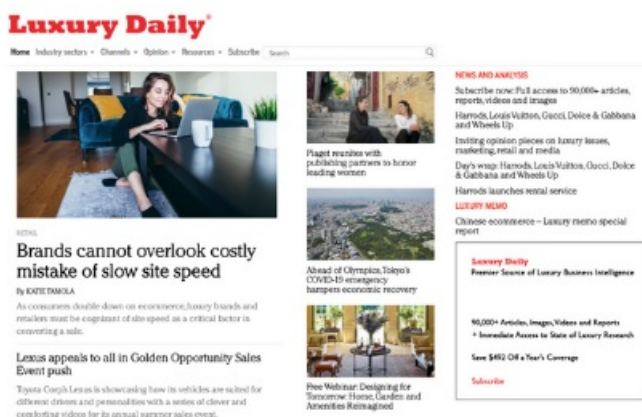 Luxury Daily®
Home Industry sectors Channels Opinion Resources Subscribe Search
RETAIL
Brands cannot overlook costly
mistake of slow site speed
By KATIE TAMOLA
As consumers double down on ecommerce, luxury brands and
retailers must be cognizant of site speed as a critical factor in
converting a sale.
Lexus appeals to all in Golden Opportunity Sales
Event push
Toyota Corp.'s Lexus is showcasing how its vehicles are suited for
different drivers and personalities with a series of clever and
comforting videos for its annual summer sales event.
Piaget reunites with
publishing partners to honor
leading women
Ahead of Olympics, Tokyo's
COVID-19 emergency
hampers economic recovery
Free Webinar: Designing for
Tomorrow: Home, Garden and
Amenities Reimagined
NEWS AND ANALYSIS
Subscribe now: Full access to 90,000+ articles,
reports, videos and images
Harrods, Louis Vuitton, Gucci, Dolce & Gabbana
and Wheels Up
Inviting opinion pieces on luxury issues,
marketing, retail and media
Day's wrap: Harrods, Louis Vuitton, Gucci, Dolce
& Gabbana and Wheels Up
Harrods launches rental service
LUXURY MEMO
Chinese ecommerce – Luxury memo special
report
Luxury Daily
Premier Source of Luxury Business Intelligence
90,000+ Articles, Images, Videos and Reports
+ Immediate Access to State of Luxury Research
Save $492 Off a Year's Coverage
Subscribe